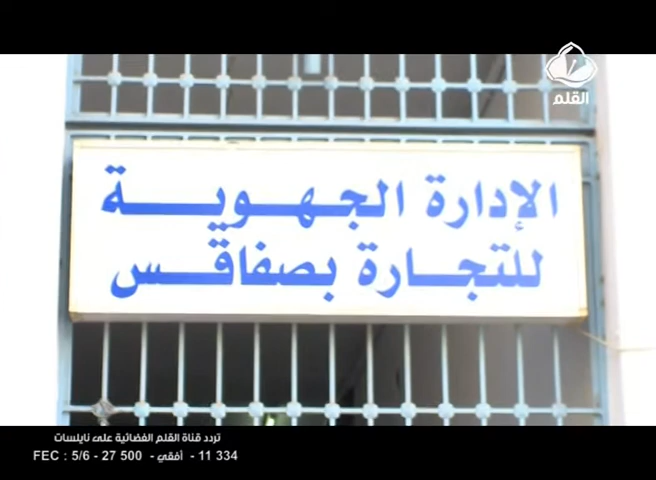 القلم
الإدارة الجهوية
للتجارة بصفاقس
تردد قناة القلم الفضائية على نايلسات
11 334 - أفقي - 27 500 - FEC : 5/6